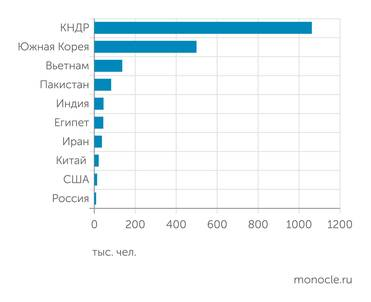 КНДР
Южная Корея
Вьетнам
Пакистан
Индия
Египет
Иран
Китай
США
Россия
0 200 400 600 800 1000 1200
тыс. чел.
monocle.ru